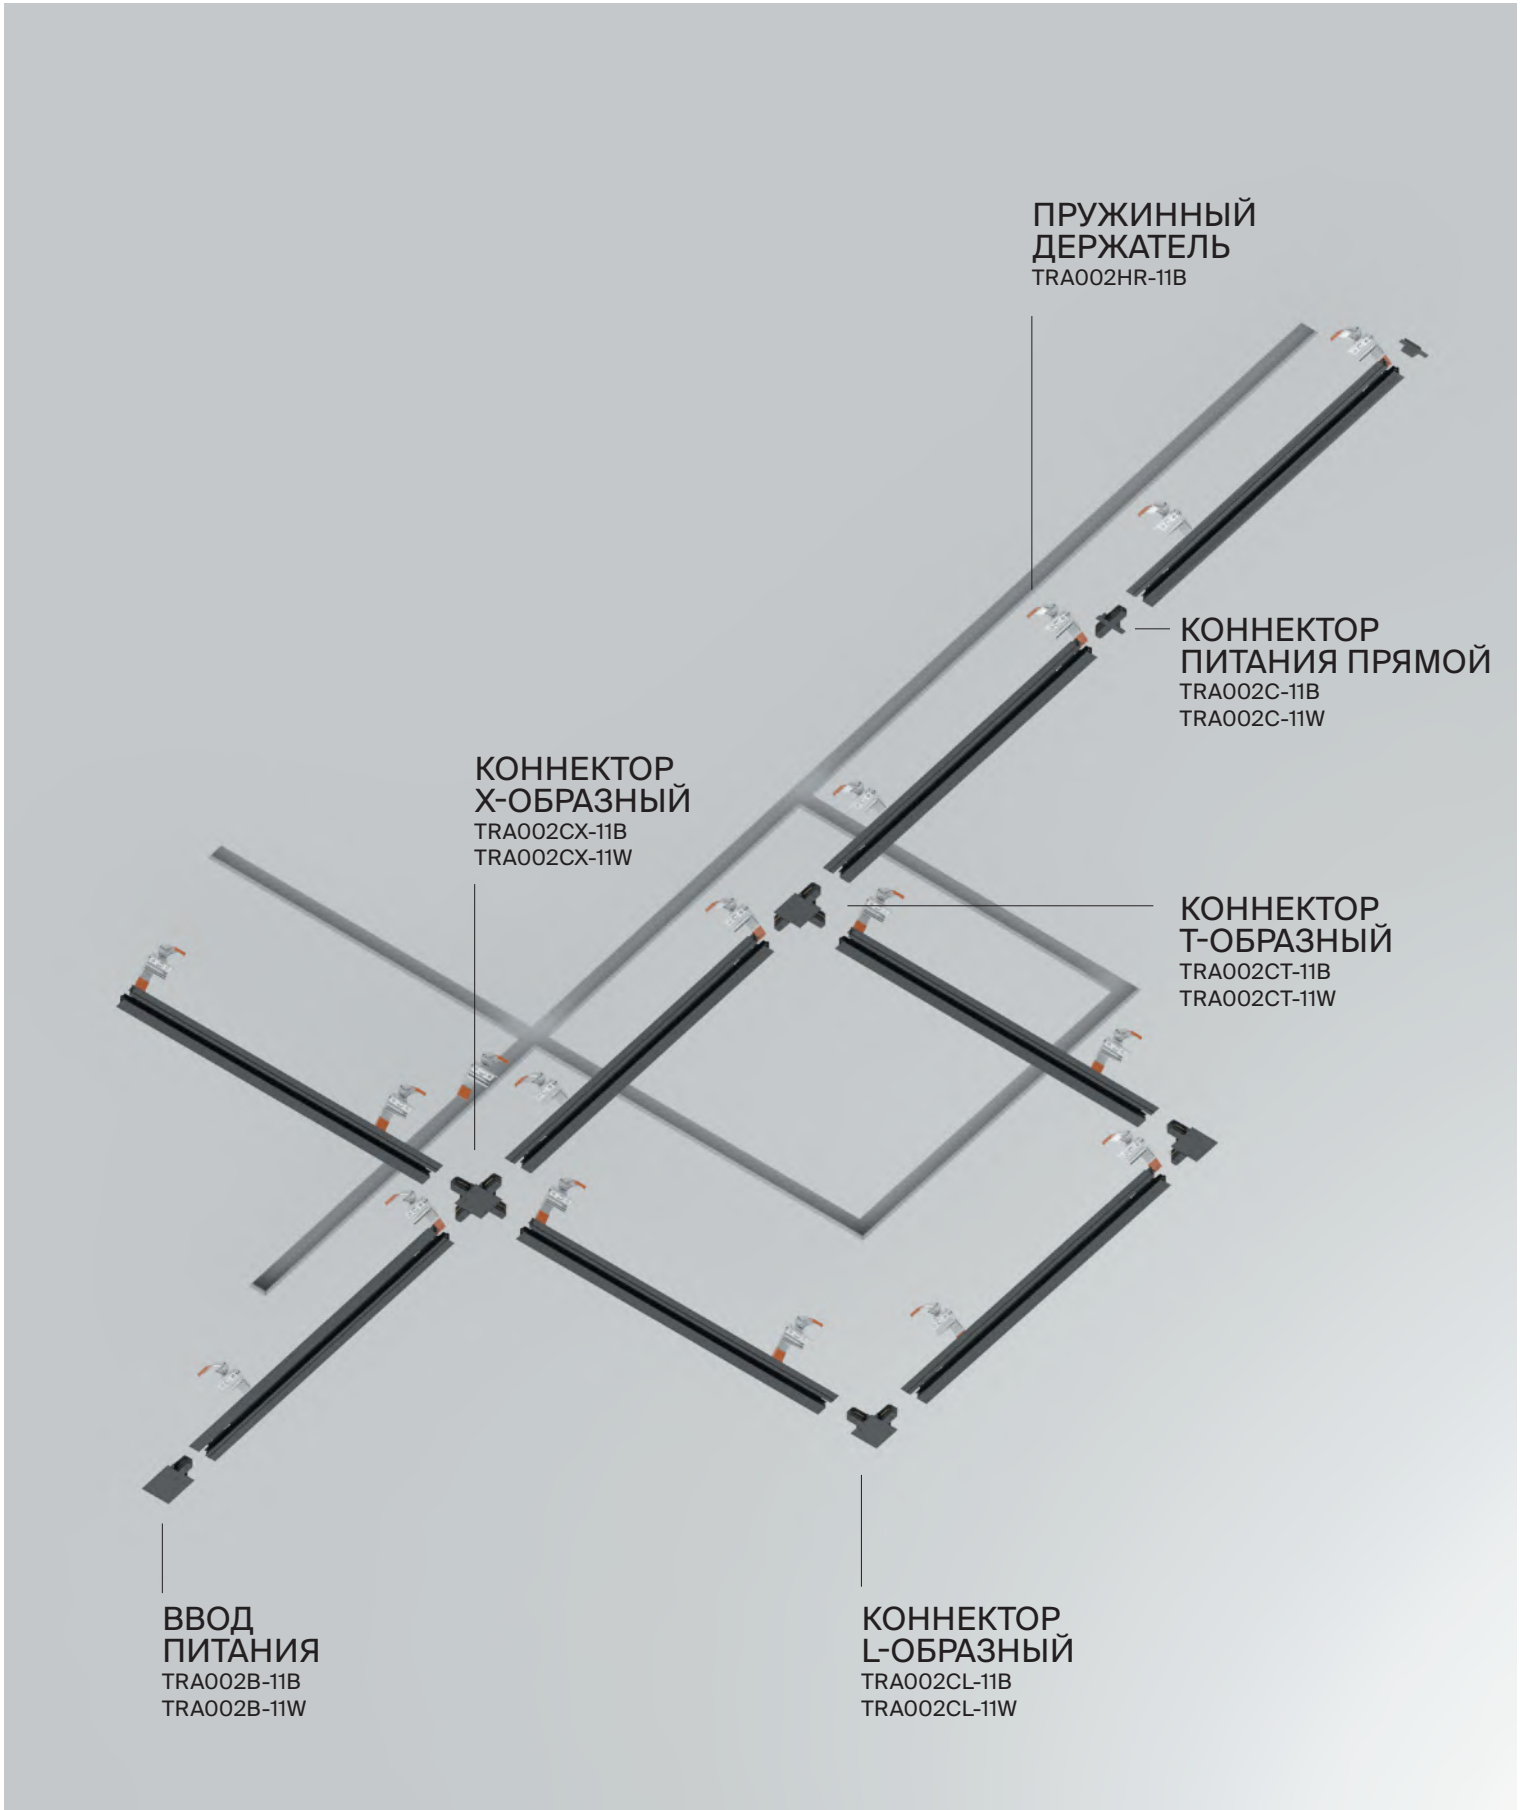 ПРУЖИННЫЙ
ДЕРЖАТЕЛЬ
TRA002HR-11B
КОННЕКТОР
ПИТАНИЯ ПРЯМОЙ
TRA002C-11B
TRA002C-11W
КОННЕКТОР
X-ОБРАЗНЫЙ
TRA002CX-11B
TRA002CX-11W
КОННЕКТОР
T-ОБРАЗНЫЙ
TRA002CT-11B
TRA002CT-11W
ВВОД
ПИТАНИЯ
TRA002B-11B
TRA002B-11W
КОННЕКТОР
L-ОБРАЗНЫЙ
TRA002CL-11B
TRA002CL-11W